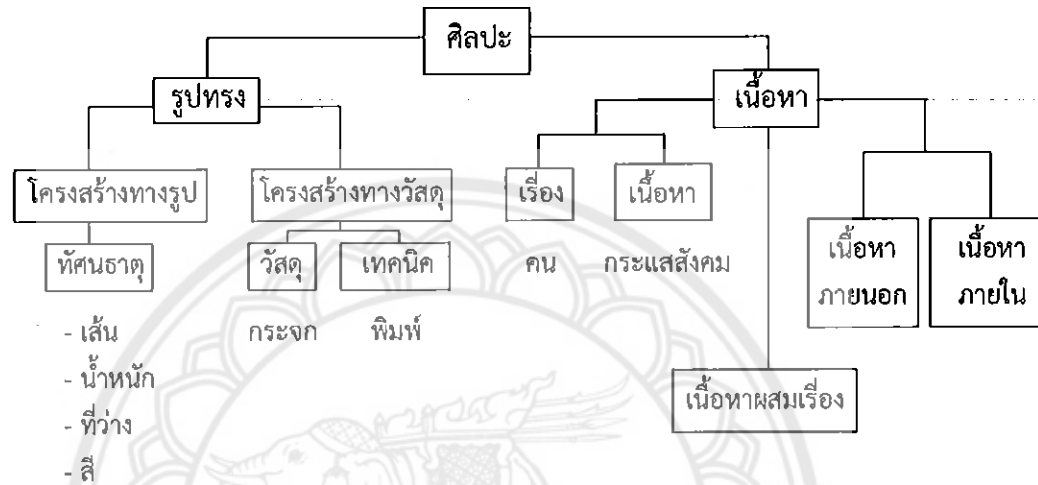 ศิลปะ
รูปทรง
เนื้อหา
โครงสร้างทางรูป
โครงสร้างทางวัสดุ
เรื่อง
เนื้อหา
ทัศนธาตุ
วัสดุ
เทคนิค
คน
กระแสสังคม
เนื้อหา
ภายนอก
เนื้อหา
ภายใน
- เส้น
กระจก
พิมพ์
- น้ำหนัก
- ที่ว่าง
เนื้อหาผสมเรื่อง
- สี